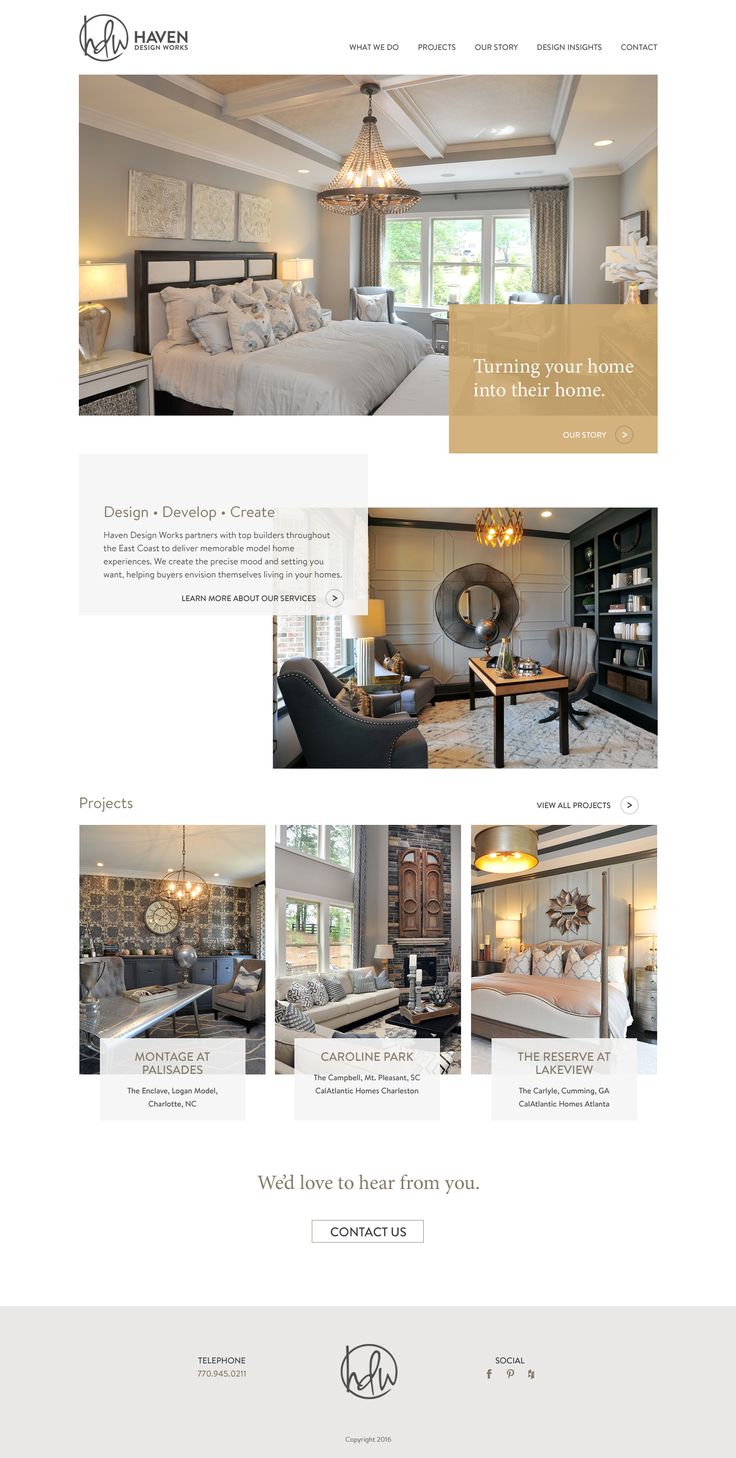 hdw HAVEN
DESIGN WORKS
WHAT WE DO PROJECTS OUR STORY DESIGN INSIGHTS CONTACT
Turning your home
into their home.
OUR STORY >
Design • Develop • Create
Haven Design Works partners with top builders throughout
the East Coast to deliver memorable model home
experiences. We create the precise mood and setting you
want, helping buyers envision themselves living in your homes.
LEARN MORE ABOUT OUR SERVICES >
Projects
VIEW ALL PROJECTS >
MONTAGE AT
PALISADES
The Enclave, Logan Model,
Charlotte, NC
CAROLINE PARK
The Campbell, Mt. Pleasant, SC
CalAtlantic Homes Charleston
THE RESERVE AT
LAKEVIEW
The Carlyle, Cumming, GA
CalAtlantic Homes Atlanta
We'd love to hear from you.
CONTACT US
TELEPHONE
770.945.0211
hdw
SOCIAL
Copyright 2016